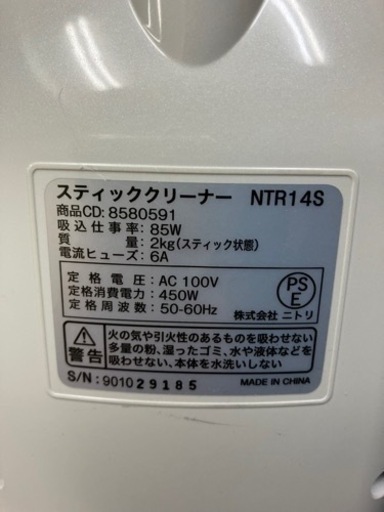 スティッククリーナー NTR14S
商品CD: 8580591
吸込仕事率: 85W
質 量: 2kg(スティック状態)
電流ヒューズ: 6A
定格電圧: AC 100V
定格消費電力: 450W
定格周波数: 50-60Hz
PS
E
株式会社 ニトリ
警告
火の気や引火性のあるものを吸わせない
多量の粉、湿ったゴミ、水や液体などを
吸わせない、本体を水洗いしない
S/N: 901029185
MADE IN CHINA